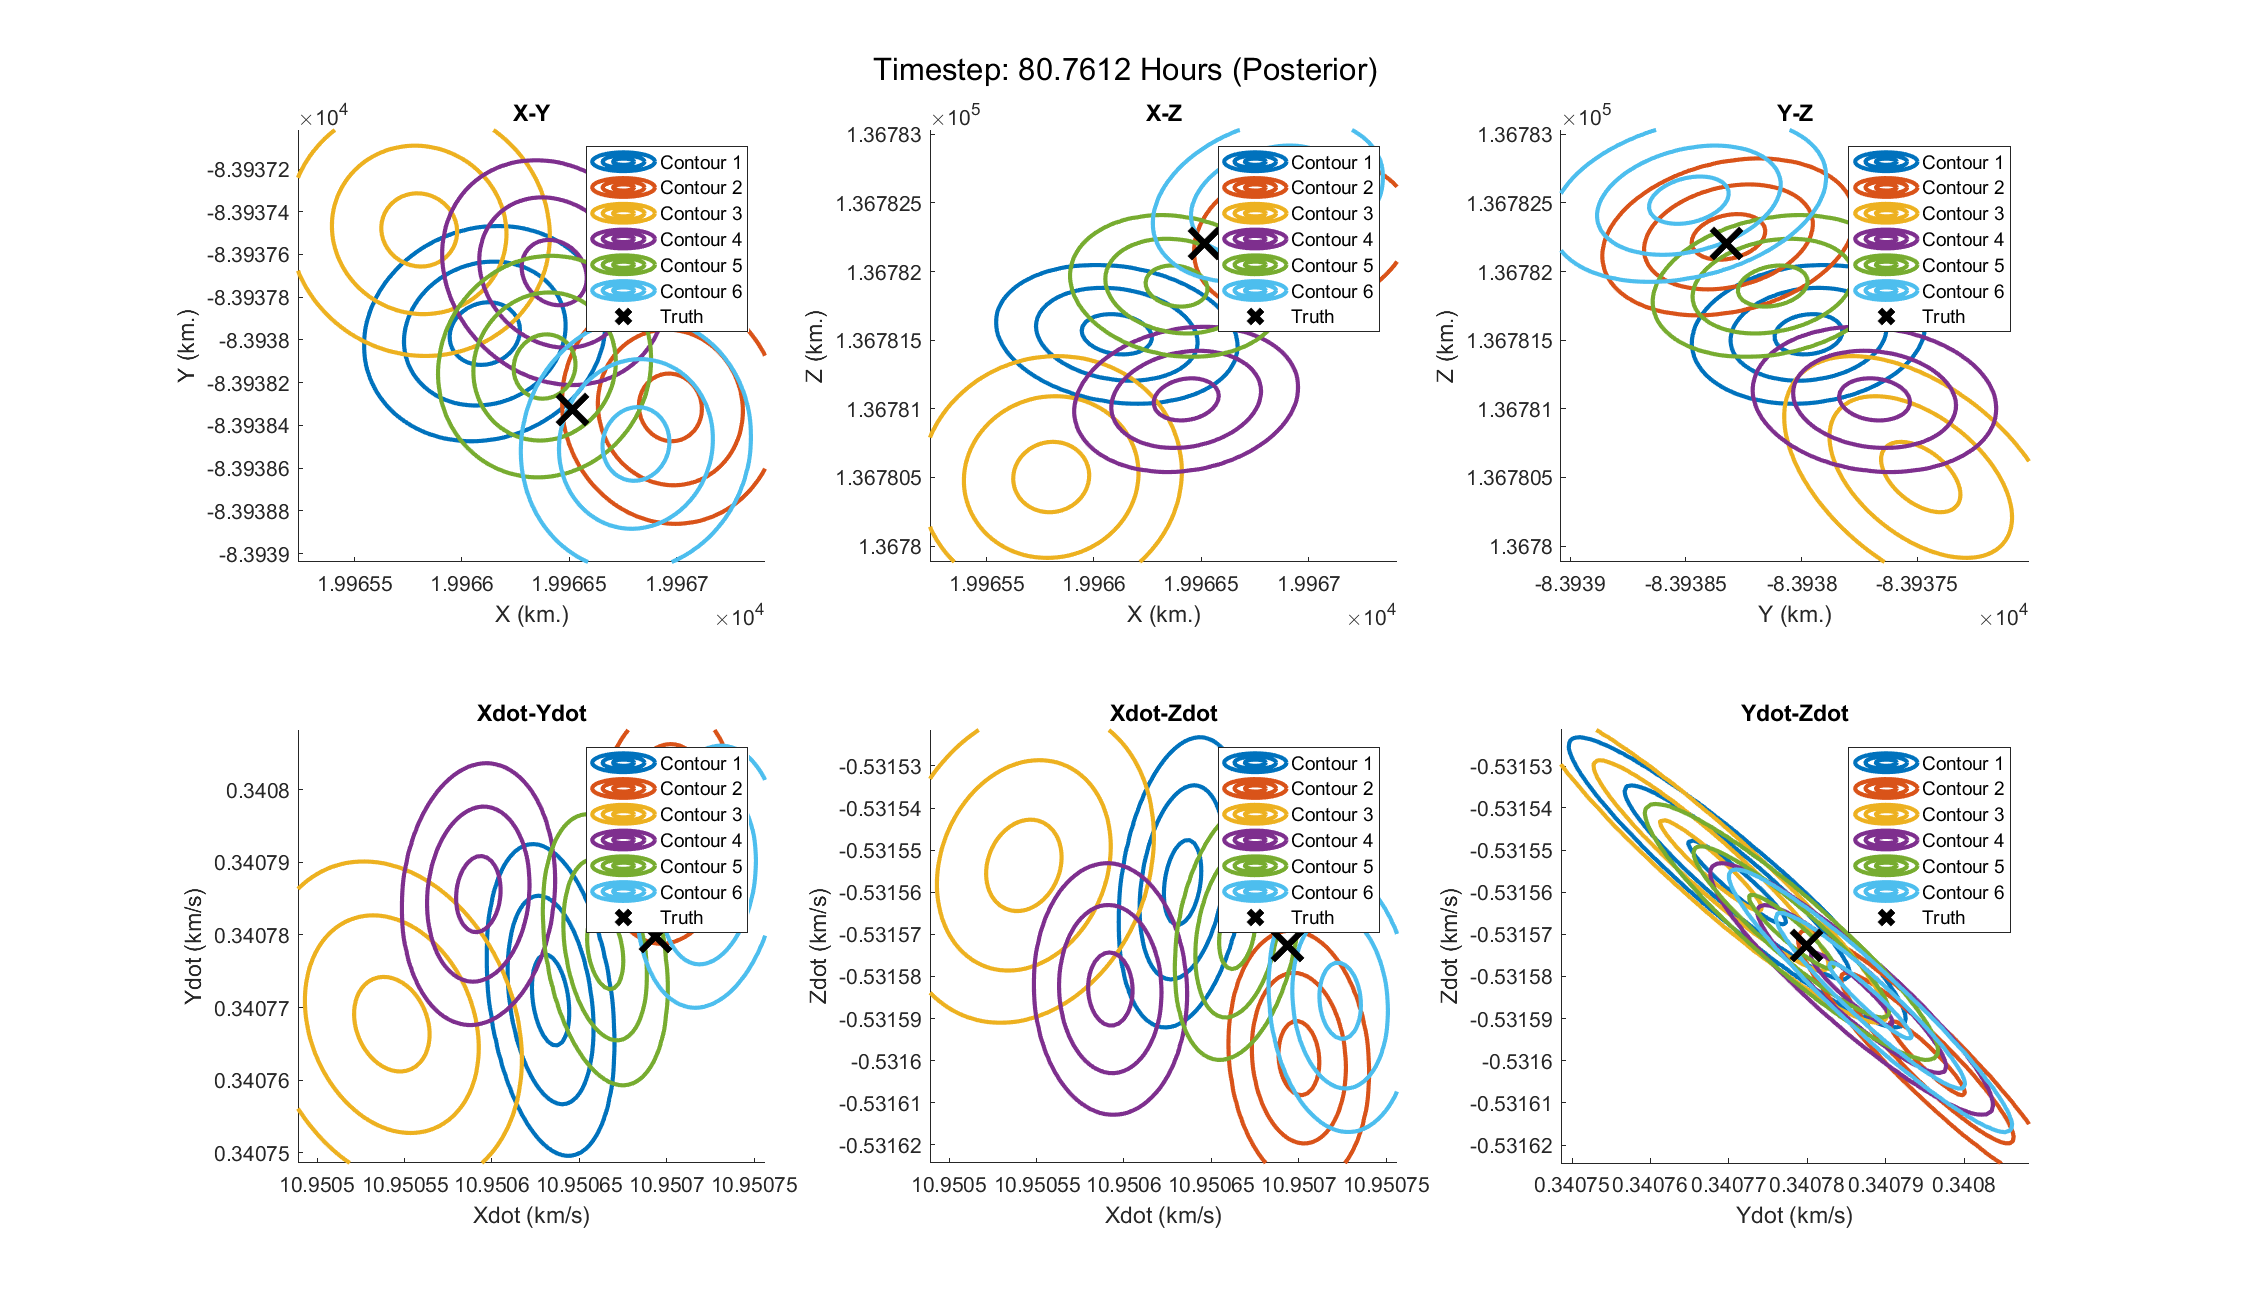 Timestep: 80.7612 Hours (Posterior)
X-Y
×10^4
-8.39372
-8.39374
-8.39376
-8.39378
-8.3938
-8.39382
-8.39384
-8.39386
-8.39388
-8.3939
Y (km.)
1.99655
1.9966
1.99665
1.9967
X (km.)
×10^4
Contour 1
Contour 2
Contour 3
Contour 4
Contour 5
Contour 6
Truth
X-Z
×10^5
1.36783
1.367825
1.36782
1.367815
1.36781
1.367805
1.3678
Z (km.)
1.99655
1.9966
1.99665
1.9967
X (km.)
×10^4
Contour 1
Contour 2
Contour 3
Contour 4
Contour 5
Contour 6
Truth
Y-Z
×10^5
1.36783
1.367825
1.36782
1.367815
1.36781
1.367805
1.3678
Z (km.)
-8.3939
-8.39385
-8.3938
-8.39375
Y (km.)
×10^4
Contour 1
Contour 2
Contour 3
Contour 4
Contour 5
Contour 6
Truth
Xdot-Ydot
0.3408
0.34079
0.34078
0.34077
0.34076
0.34075
Ydot (km/s)
10.9505
10.95055
10.9506
10.95065
10.9507
10.95075
Xdot (km/s)
Contour 1
Contour 2
Contour 3
Contour 4
Contour 5
Contour 6
Truth
Xdot-Zdot
-0.53153
-0.53154
-0.53155
-0.53156
-0.53157
-0.53158
-0.53159
-0.5316
-0.53161
-0.53162
Zdot (km/s)
10.9505
10.95055
10.9506
10.95065
10.9507
10.95075
Xdot (km/s)
Contour 1
Contour 2
Contour 3
Contour 4
Contour 5
Contour 6
Truth
Ydot-Zdot
-0.53153
-0.53154
-0.53155
-0.53156
-0.53157
-0.53158
-0.53159
-0.5316
-0.53161
-0.53162
Zdot (km/s)
0.34075
0.34076
0.34077
0.34078
0.34079
0.3408
Ydot (km/s)
Contour 1
Contour 2
Contour 3
Contour 4
Contour 5
Contour 6
Truth